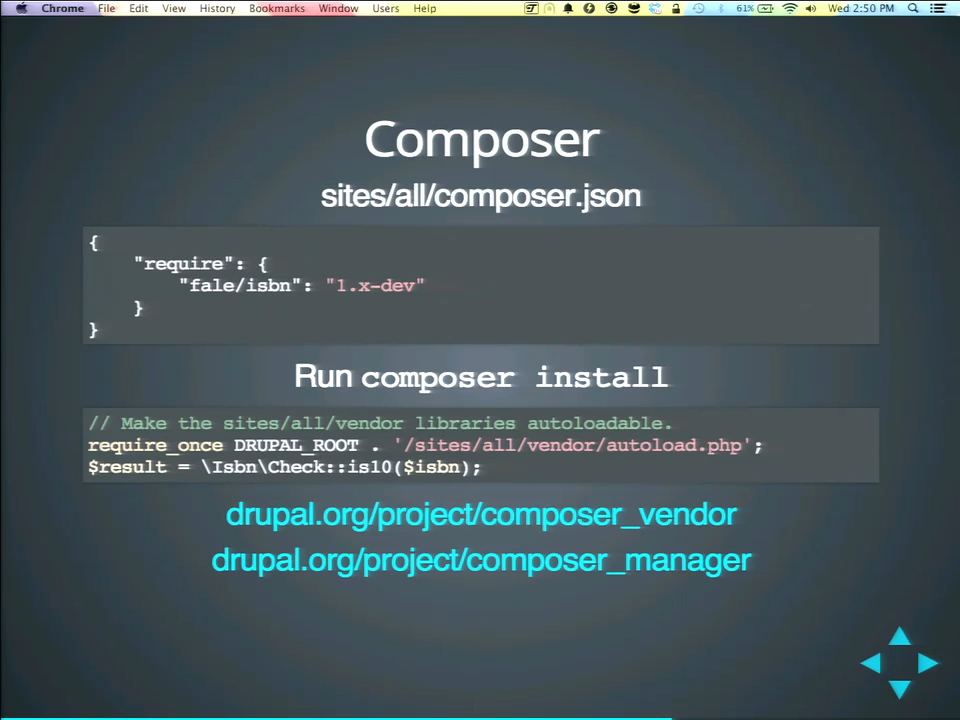 Chrome File Edit View History Bookmarks Window Users Help 61% Wed 2:50 PM
Composer
sites/all/composer.json
{
"require": {
"fale/isbn": "1.x-dev"
}
}
Run composer install
// Make the sites/all/vendor libraries autoloadable.
require_once DRUPAL_ROOT . '/sites/all/vendor/autoload.php';
$result = \Isbn\Check::is10($isbn);
drupal.org/project/composer_vendor
drupal.org/project/composer_manager